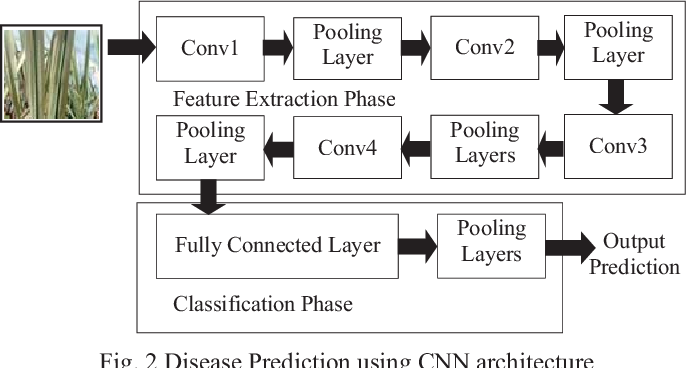 Conv1
Pooling
Layer
Conv2
Pooling
Layer
Feature Extraction Phase
Pooling
Layer
Conv4
Pooling
Layers
Conv3
Fully Connected Layer
Pooling
Layers
Output
Prediction
Classification Phase
Fig. 2 Disease Prediction using CNN architecture